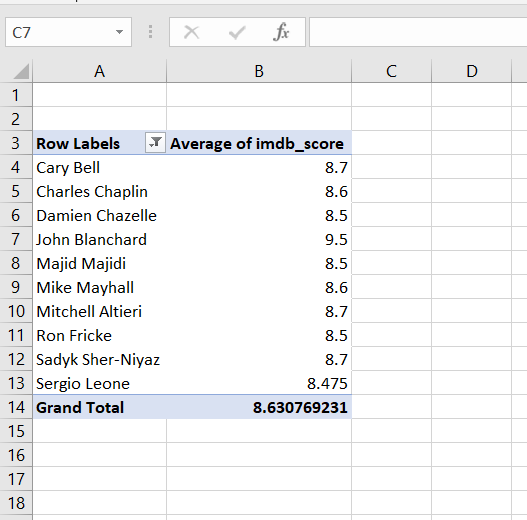 C7 fx
A B C D
1
2
3 Row Labels Average of imdb_score
4 Cary Bell 8.7
5 Charles Chaplin 8.6
6 Damien Chazelle 8.5
7 John Blanchard 9.5
8 Majid Majidi 8.5
9 Mike Mayhall 8.6
10 Mitchell Altieri 8.7
11 Ron Fricke 8.5
12 Sadyk Sher-Niyaz 8.7
13 Sergio Leone 8.475
14 Grand Total 8.630769231
15
16
17
18